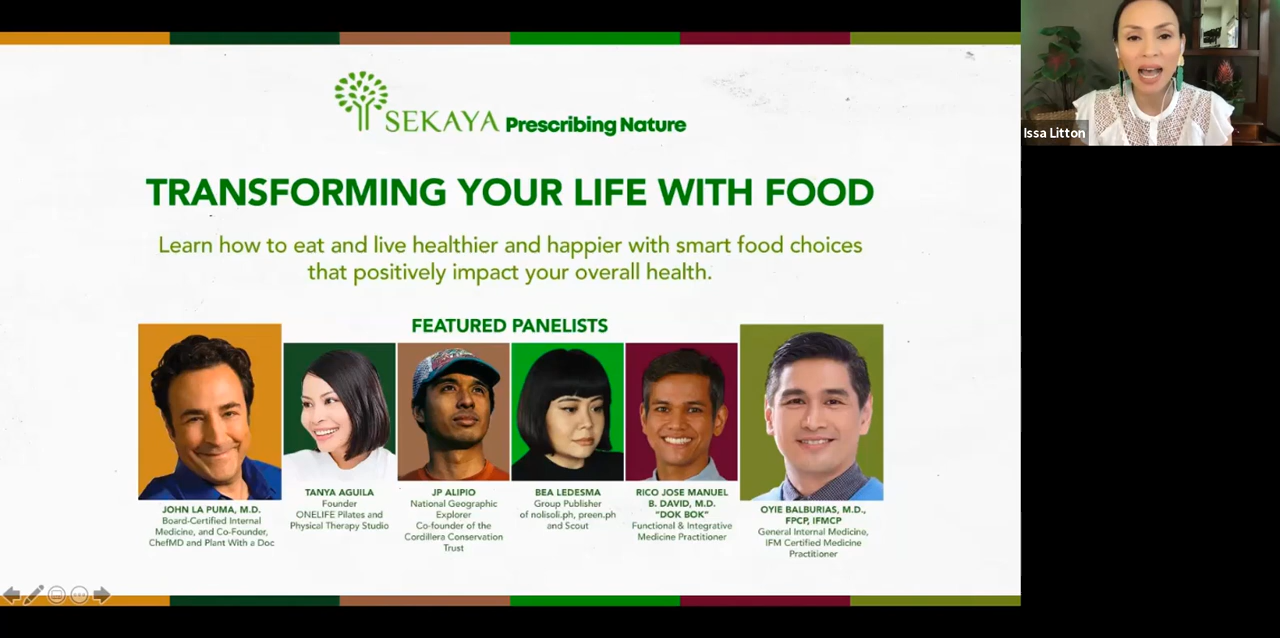 SEKAYA Prescribing Nature
Issa Litton
TRANSFORMING YOUR LIFE WITH FOOD
Learn how to eat and live healthier and happier with smart food choices
that positively impact your overall health.
FEATURED PANELISTS
JOHN LA PUMA, M.D.
Board-Certified Internal
Medicine, and Co-Founder,
ChefMD and Plant With a Doc
TANYA AGUILA
Founder
ONELIFE Pilates and
Physical Therapy Studio
JP ALIPIO
National Geographic
Explorer
Co-founder of the
Cordillera Conservation
Trust
BEA LEDESMA
Group Publisher
of nolisoli.ph, preen.ph
and Scout
RICO JOSE MANUEL
B. DAVID, M.D.
"DOK BOK"
Functional & Integrative
Medicine Practitioner
OYIE BALBURIAS, M.D.,
FPCP, IFMCP
General Internal Medicine,
IFM Certified Medicine
Practitioner